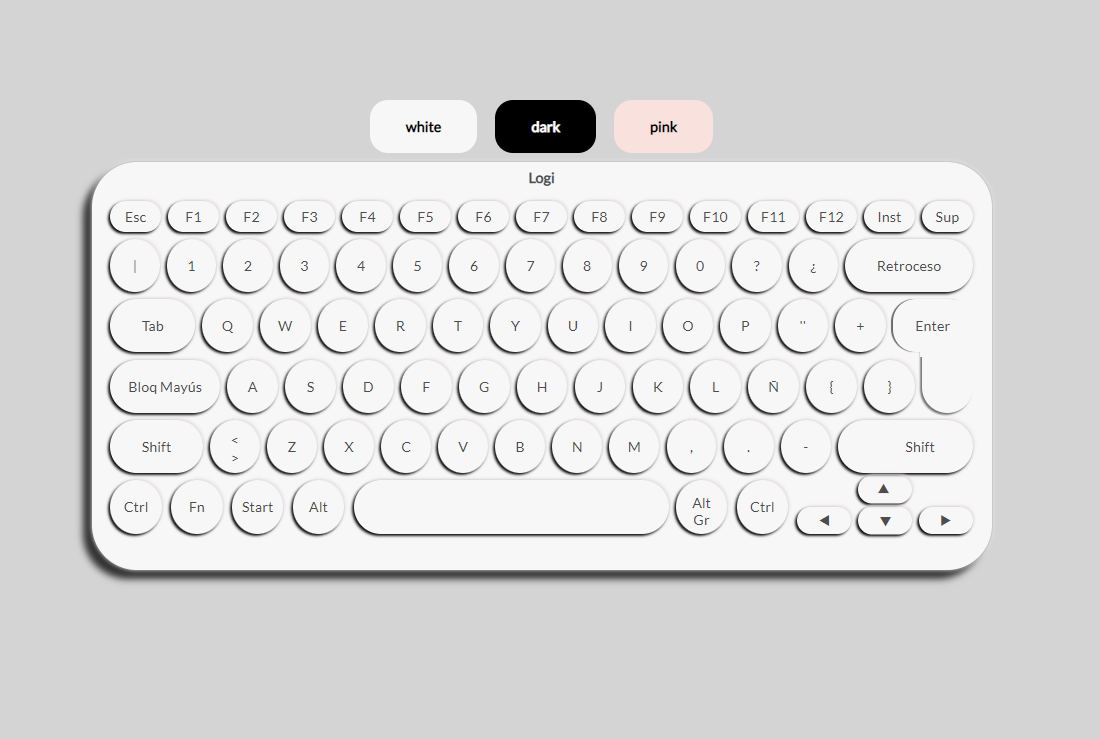 white dark pink
Logi
Esc F1 F2 F3 F4 F5 F6 F7 F8 F9 F10 F11 F12 Inst Sup
| 1 2 3 4 5 6 7 8 9 0 ? ¿ Retroceso
Tab Q W E R T Y U I O P '' + Enter
Bloq Mayús A S D F G H J K L Ñ { }
Shift < > Z X C V B N M , . - Shift
Ctrl Fn Start Alt Alt Gr Ctrl ◀ ▲ ▼ ▶